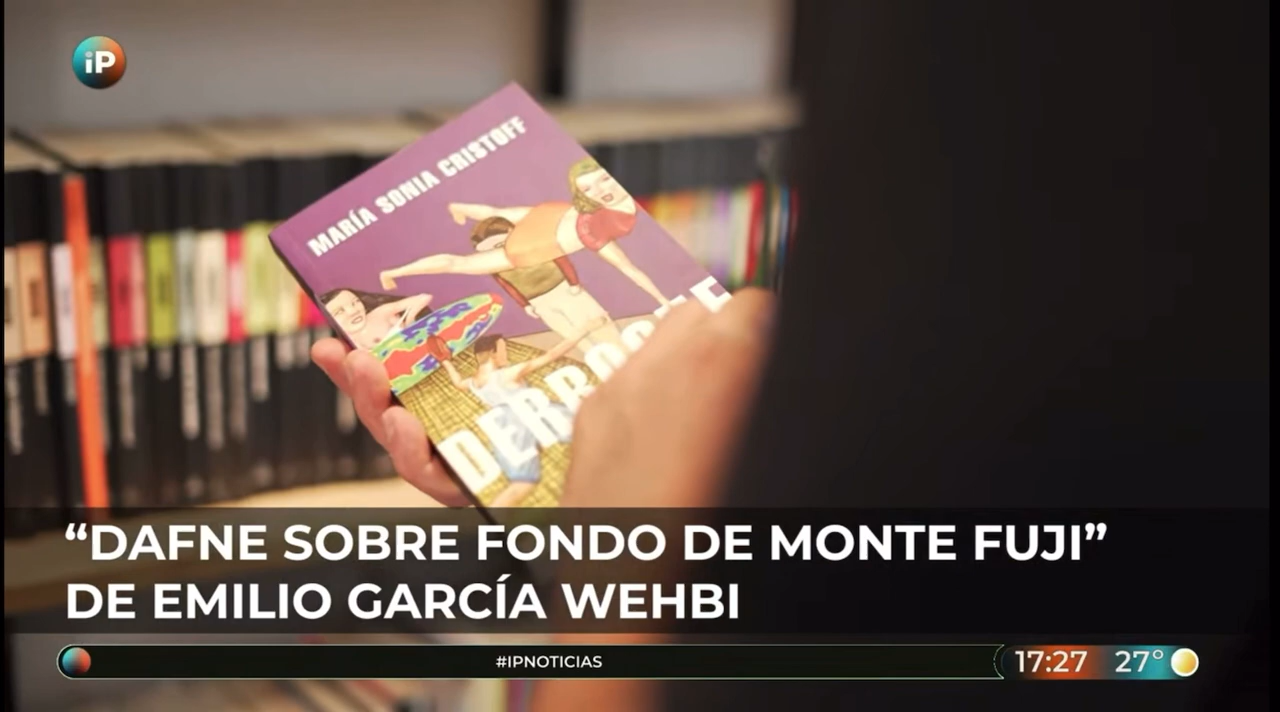 iP
MARÍA SONIA CRISTOFF
“DAFNE SOBRE FONDO DE MONTE FUJI”
DE EMILIO GARCÍA WEHBI
#IPNOTICIAS
17:27 27°